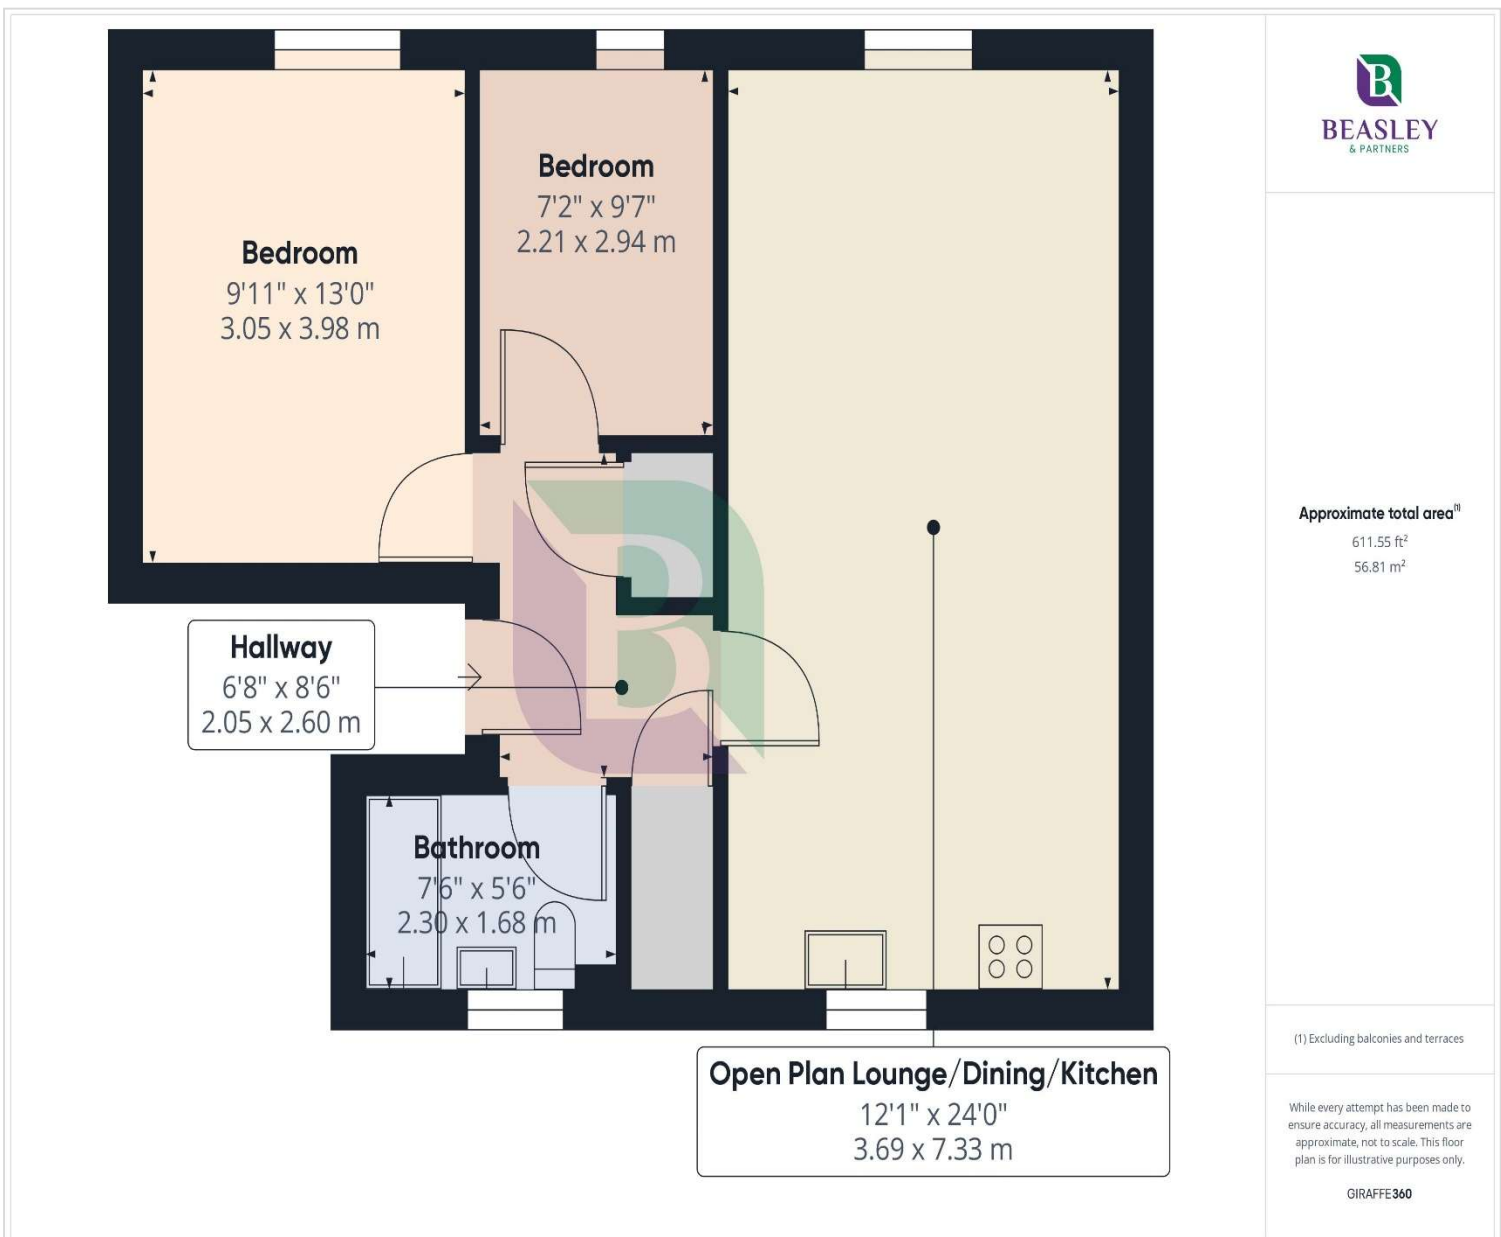 Bedroom
9'11" x 13'0"
3.05 x 3.98 m
Bedroom
7'2" x 9'7"
2.21 x 2.94 m
Hallway
6'8" x 8'6"
2.05 x 2.60 m
Bathroom
7'6" x 5'6"
2.30 x 1.68 m
Open Plan Lounge/Dining/Kitchen
12'1" x 24'0"
3.69 x 7.33 m
B
B
BEASLEY
& PARTNERS
Approximate total area⁽¹⁾
611.55 ft²
56.81 m²
(1) Excluding balconies and terraces
While every attempt has been made to
ensure accuracy, all measurements are
approximate, not to scale. This floor
plan is for illustrative purposes only.
GIRAFFE360